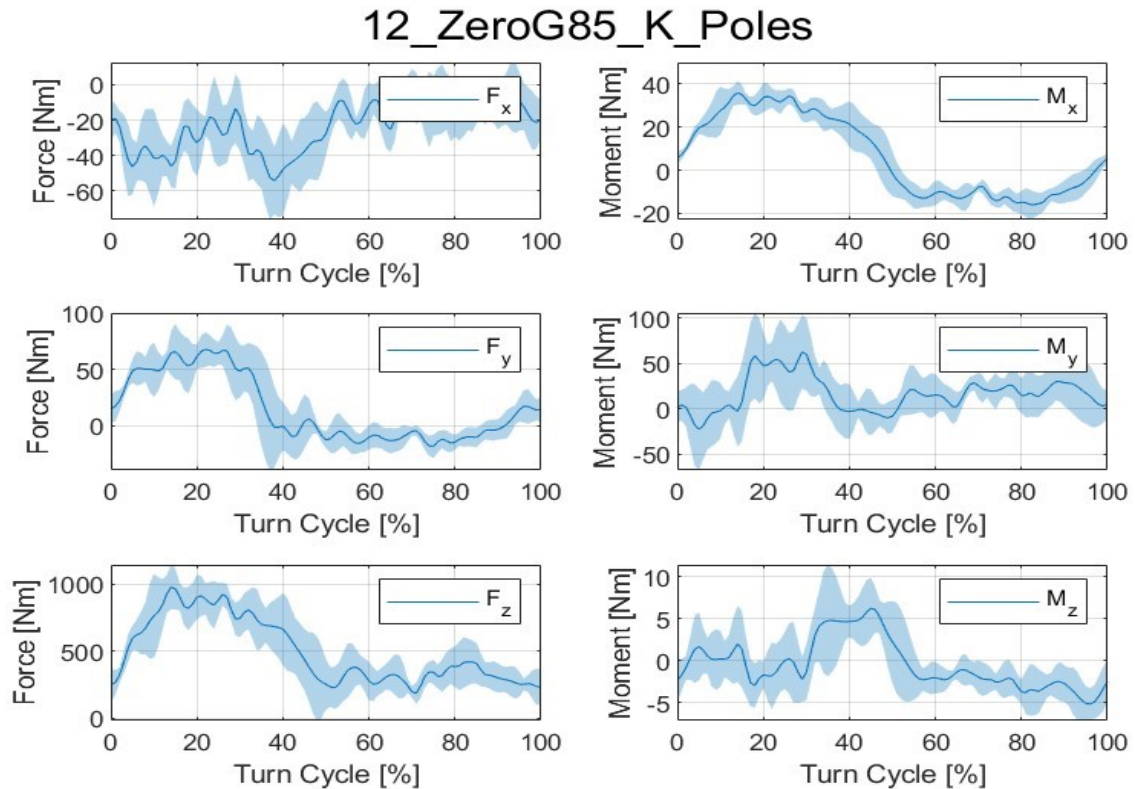 12_ZeroG85_K_Poles
Force [Nm]
0
-20
-40
-60
F_x
0 20 40 60 80 100
Turn Cycle [%]
Moment [Nm]
40
20
0
-20
M_x
0 20 40 60 80 100
Turn Cycle [%]
Force [Nm]
100
50
0
F_y
0 20 40 60 80 100
Turn Cycle [%]
Moment [Nm]
100
50
0
-50
M_y
0 20 40 60 80 100
Turn Cycle [%]
Force [Nm]
1000
500
0
F_z
0 20 40 60 80 100
Turn Cycle [%]
Moment [Nm]
10
5
0
-5
M_z
0 20 40 60 80 100
Turn Cycle [%]